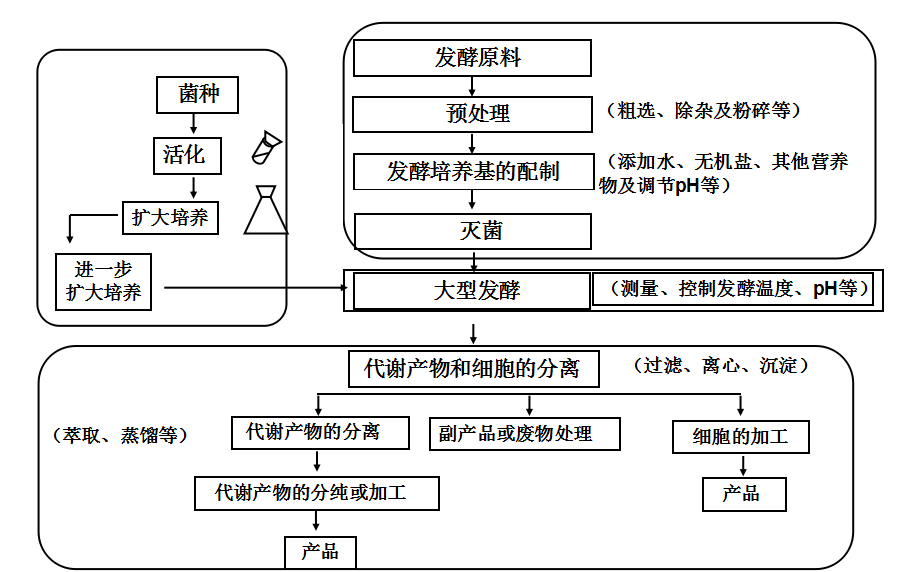 菌种
活化
扩大培养
进一步
扩大培养
发酵原料
预处理
（粗选、除杂及粉碎等）
发酵培养基的配制
（添加水、无机盐、其他营养
物及调节pH等）
灭菌
大型发酵
（测量、控制发酵温度、pH等）
代谢产物和细胞的分离
（过滤、离心、沉淀）
（萃取、蒸馏等）
代谢产物的分离
副产品或废物处理
细胞的加工
代谢产物的分纯或加工
产品
产品